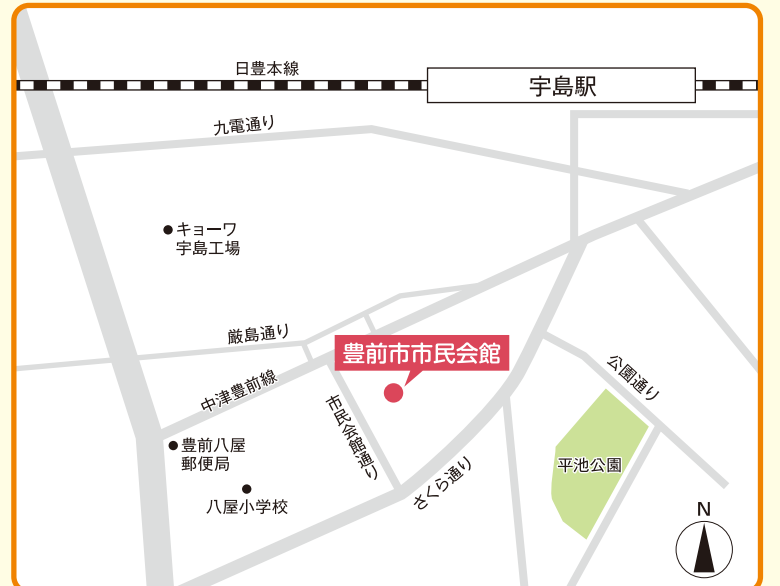 日豊本線
宇島駅
九電通り
キョーワ
宇島工場
厳島通り
豊前市市民会館
中津豊前線
公園通り
市民会館通り
豊前八屋
郵便局
平池公園
さくら通り
八屋小学校
N